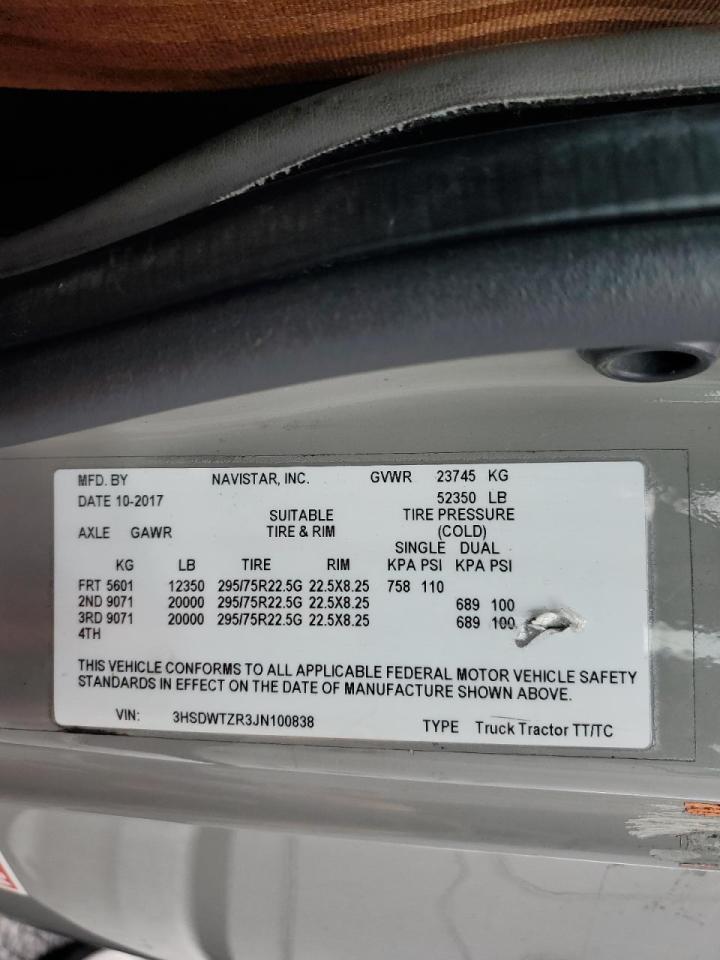 MFD. BY NAVISTAR, INC. GVWR 23745 KG
DATE 10-2017 52350 LB
SUITABLE TIRE PRESSURE
AXLE GAWR TIRE & RIM (COLD)
SINGLE DUAL
KG LB TIRE RIM KPA PSI KPA PSI
FRT 5601 12350 295/75R22.5G 22.5X8.25 758 110
2ND 9071 20000 295/75R22.5G 22.5X8.25 689 100
3RD 9071 20000 295/75R22.5G 22.5X8.25 689 100
4TH
THIS VEHICLE CONFORMS TO ALL APPLICABLE FEDERAL MOTOR VEHICLE SAFETY
STANDARDS IN EFFECT ON THE DATE OF MANUFACTURE SHOWN ABOVE.
VIN: 3HSDWTZR3JN100838 TYPE Truck Tractor TT/TC